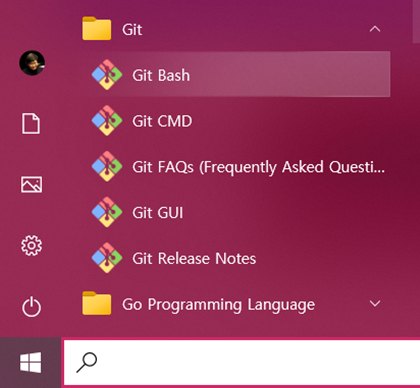 Git
Git Bash
Git CMD
Git FAQs (Frequently Asked Questi...
Git GUI
Git Release Notes
Go Programming Language